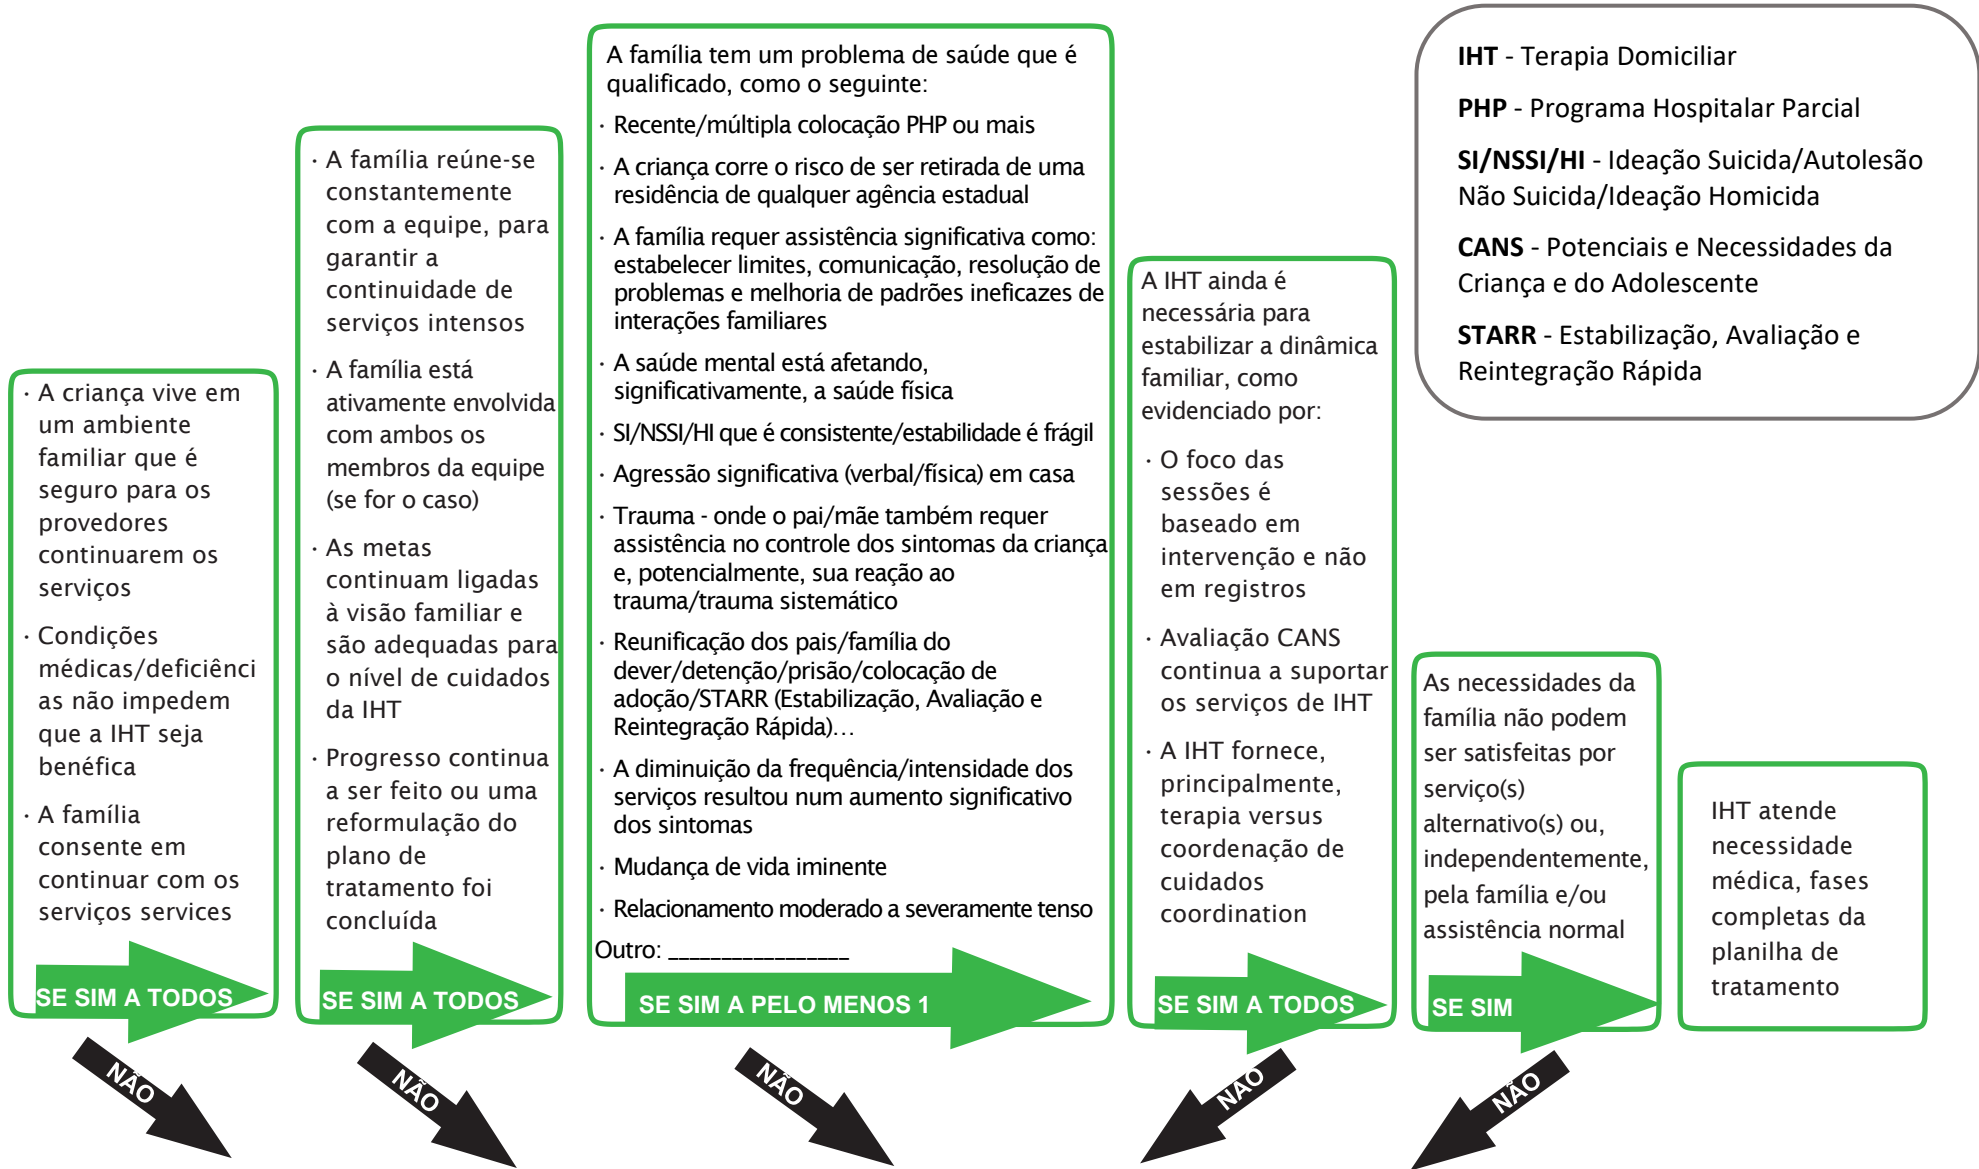 · A criança vive em
um ambiente
familiar que é
seguro para os
provedores
continuarem os
serviços
· Condições
médicas/deficiênci
as não impedem
que a IHT seja
benéfica
· A família
consente em
continuar com os
serviços services
SE SIM A TODOS
NÃO
· A família reúne-se
constantemente
com a equipe, para
garantir a
continuidade de
serviços intensos
· A família está
ativamente envolvida
com ambos os
membros da equipe
(se for o caso)
· As metas
continuam ligadas
à visão familiar e
são adequadas para
o nível de cuidados
da IHT
· Progresso continua
a ser feito ou uma
reformulação do
plano de
tratamento foi
concluída
SE SIM A TODOS
NÃO
A família tem um problema de saúde que é
qualificado, como o seguinte:
· Recente/múltipla colocação PHP ou mais
· A criança corre o risco de ser retirada de uma
residência de qualquer agência estadual
· A família requer assistência significativa como:
estabelecer limites, comunicação, resolução de
problemas e melhoria de padrões ineficazes de
interações familiares
· A saúde mental está afetando,
significativamente, a saúde física
· SI/NSSI/HI que é consistente/estabilidade é frágil
· Agressão significativa (verbal/física) em casa
· Trauma - onde o pai/mãe também requer
assistência no controle dos sintomas da criança
e, potencialmente, sua reação ao
trauma/trauma sistemático
· Reunificação dos pais/família do
dever/detenção/prisão/colocação de
adoção/STARR (Estabilização, Avaliação e
Reintegração Rápida)…
· A diminuição da frequência/intensidade dos
serviços resultou num aumento significativo
dos sintomas
· Mudança de vida iminente
· Relacionamento moderado a severamente tenso
Outro: _________________
SE SIM A PELO MENOS 1
NÃO
A IHT ainda é
necessária para
estabilizar a dinâmica
familiar, como
evidenciado por:
· O foco das
sessões é
baseado em
intervenção e não
em registros
· Avaliação CANS
continua a suportar
os serviços de IHT
· A IHT fornece,
principalmente,
terapia versus
coordenação de
cuidados
coordination
SE SIM A TODOS
NÃO
As necessidades da
família não podem
ser satisfeitas por
serviço(s)
alternativo(s) ou,
independentemente,
pela família e/ou
assistência normal
SE SIM
NÃO
IHT atende
necessidade
médica, fases
completas da
planilha de
tratamento
IHT - Terapia Domiciliar
PHP - Programa Hospitalar Parcial
SI/NSSI/HI - Ideação Suicida/Autolesão
Não Suicida/Ideação Homicida
CANS - Potenciais e Necessidades da
Criança e do Adolescente
STARR - Estabilização, Avaliação e
Reintegração Rápida